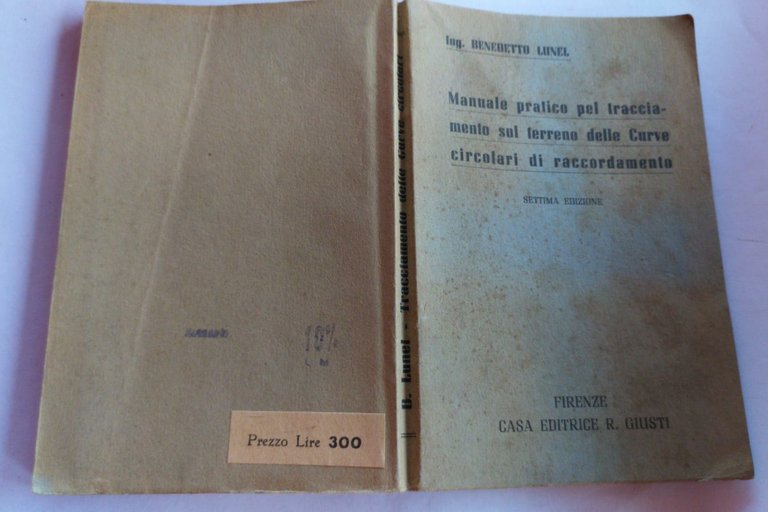 Ing. BENEDETTO LUNEL
Manuale pratico pel traccia-
mento sul terreno delle Curve
circolari di raccordamento
SETTIMA EDIZIONE
FIRENZE
CASA EDITRICE R. GIUSTI
B. Lunel - Tracciamento delle Curve circolari
10%
Prezzo Lire 300